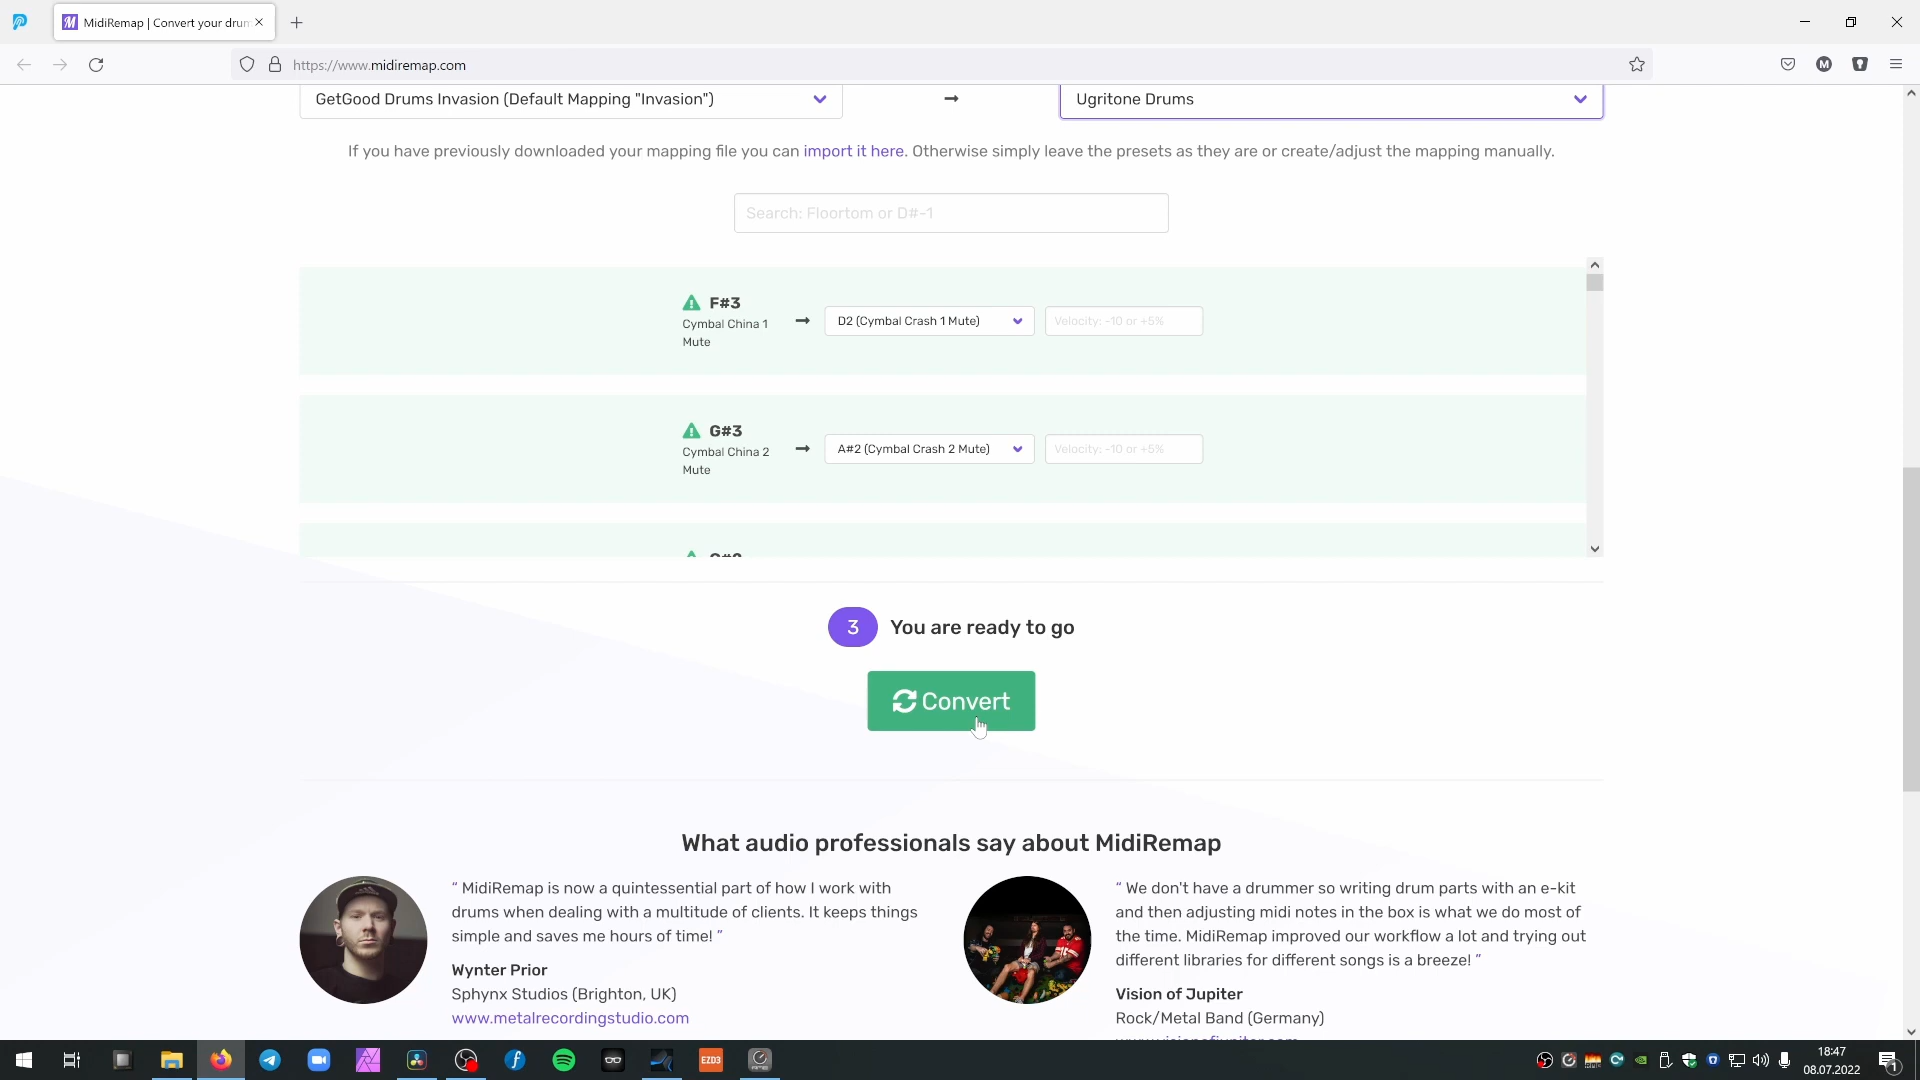 MidiRemap | Convert your drum
https://www.midiremap.com
GetGood Drums Invasion (Default Mapping "Invasion")
Ugritone Drums
If you have previously downloaded your mapping file you can import it here. Otherwise simply leave the presets as they are or create/adjust the mapping manually.
Search: Floortom or D#-1
F#3
Cymbal China 1
Mute
D2 (Cymbal Crash 1 Mute)
Velocity: -10 or +5%
G#3
Cymbal China 2
Mute
A#2 (Cymbal Crash 2 Mute)
Velocity: -10 or +5%
3 You are ready to go
Convert
What audio professionals say about MidiRemap
“ MidiRemap is now a quintessential part of how I work with
drums when dealing with a multitude of clients. It keeps things
simple and saves me hours of time! ”
Wynter Prior
Sphynx Studios (Brighton, UK)
www.metalrecordingstudio.com
“ We don't have a drummer so writing drum parts with an e-kit
and then adjusting midi notes in the box is what we do most of
the time. MidiRemap improved our workflow a lot and trying out
different libraries for different songs is a breeze! ”
Vision of Jupiter
Rock/Metal Band (Germany)
EZD3
18:47
08.07.2022
1